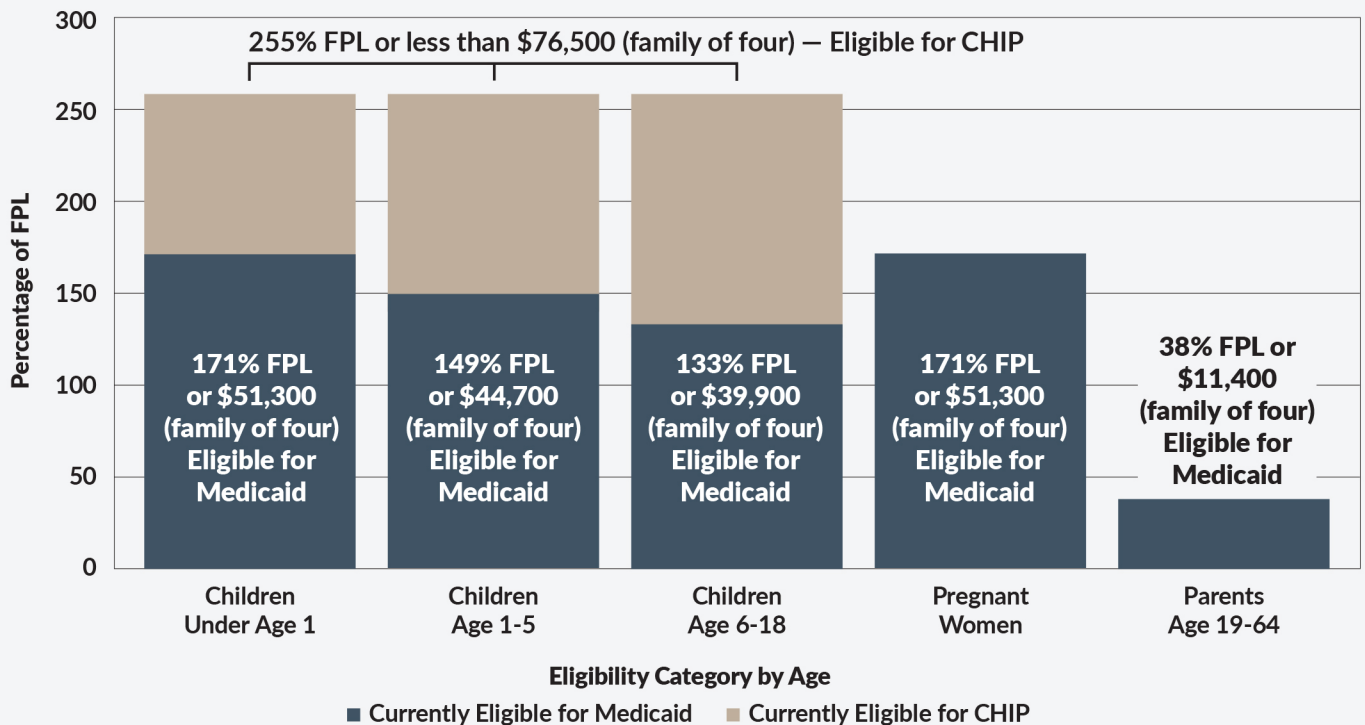 300
255% FPL or less than $76,500 (family of four) — Eligible for CHIP
250
200
150
100
50
0
Percentage of FPL
171% FPL
or $51,300
(family of four)
Eligible for
Medicaid
149% FPL
or $44,700
(family of four)
Eligible for
Medicaid
133% FPL
or $39,900
(family of four)
Eligible for
Medicaid
171% FPL
or $51,300
(family of four)
Eligible for
Medicaid
38% FPL or
$11,400
(family of four)
Eligible for
Medicaid
Children
Under Age 1
Children
Age 1-5
Children
Age 6-18
Pregnant
Women
Parents
Age 19-64
Eligibility Category by Age
Currently Eligible for Medicaid
Currently Eligible for CHIP